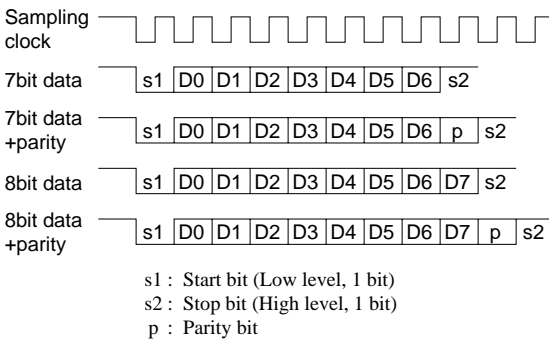 Sampling
clock
7bit data
s1 D0 D1 D2 D3 D4 D5 D6 s2
7bit data
+parity
s1 D0 D1 D2 D3 D4 D5 D6 p s2
8bit data
s1 D0 D1 D2 D3 D4 D5 D6 D7 s2
8bit data
+parity
s1 D0 D1 D2 D3 D4 D5 D6 D7 p s2
s1 : Start bit (Low level, 1 bit)
s2 : Stop bit (High level, 1 bit)
p : Parity bit